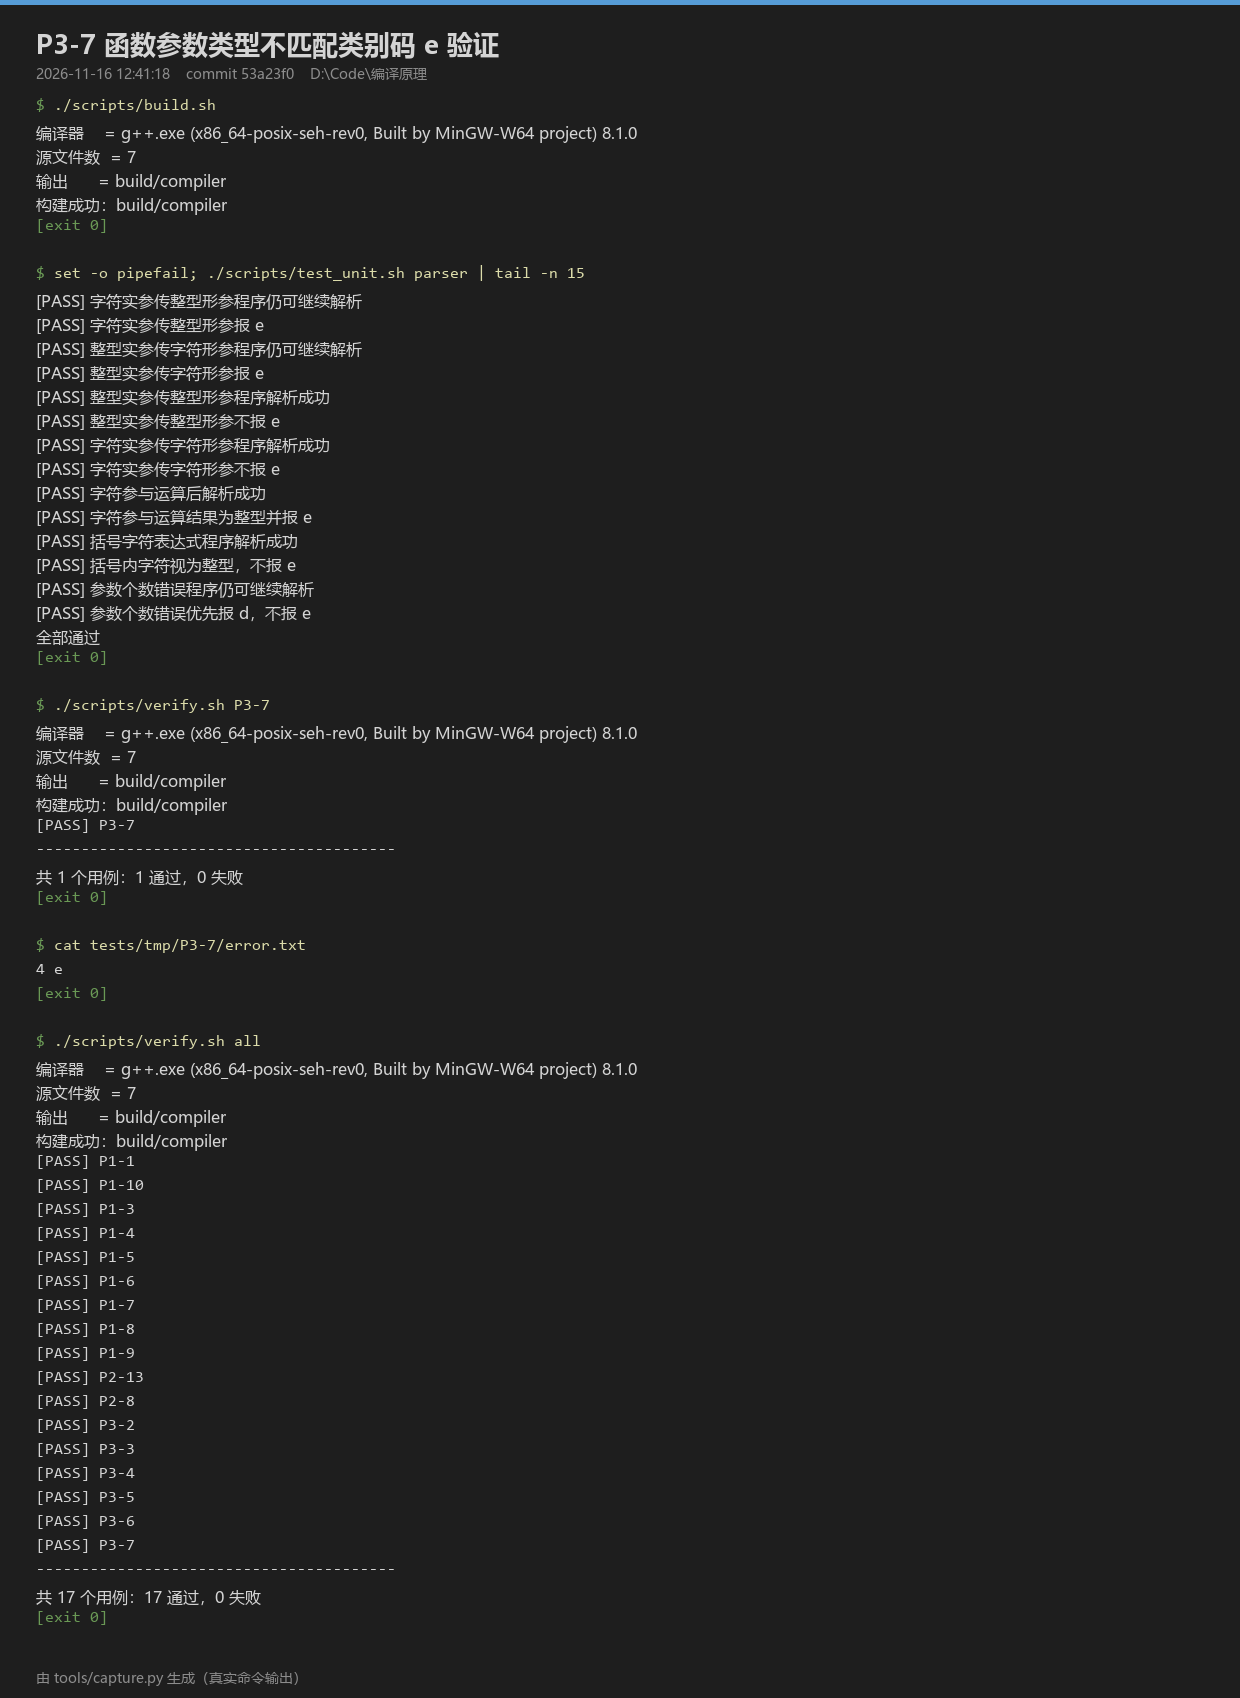 P3-7 函数参数类型不匹配类别码 e 验证
2026-11-16 12:41:18 commit 53a23f0 D:\Code\编译原理
$ ./scripts/build.sh
编译器 = g++.exe (x86_64-posix-seh-rev0, Built by MinGW-W64 project) 8.1.0
源文件数 = 7
输出 = build/compiler
构建成功：build/compiler
[exit 0]
$ set -o pipefail; ./scripts/test_unit.sh parser | tail -n 15
[PASS] 字符实参传整型形参程序仍可继续解析
[PASS] 字符实参传整型形参报 e
[PASS] 整型实参传字符形参程序仍可继续解析
[PASS] 整型实参传字符形参报 e
[PASS] 整型实参传整型形参程序解析成功
[PASS] 整型实参传整型形参不报 e
[PASS] 字符实参传字符形参程序解析成功
[PASS] 字符实参传字符形参不报 e
[PASS] 字符参与运算后解析成功
[PASS] 字符参与运算结果为整型并报 e
[PASS] 括号字符表达式程序解析成功
[PASS] 括号内字符视为整型，不报 e
[PASS] 参数个数错误程序仍可继续解析
[PASS] 参数个数错误优先报 d，不报 e
全部通过
[exit 0]
$ ./scripts/verify.sh P3-7
编译器 = g++.exe (x86_64-posix-seh-rev0, Built by MinGW-W64 project) 8.1.0
源文件数 = 7
输出 = build/compiler
构建成功：build/compiler
[PASS] P3-7
----------------------------------------
共 1 个用例：1 通过，0 失败
[exit 0]
$ cat tests/tmp/P3-7/error.txt
4 e
[exit 0]
$ ./scripts/verify.sh all
编译器 = g++.exe (x86_64-posix-seh-rev0, Built by MinGW-W64 project) 8.1.0
源文件数 = 7
输出 = build/compiler
构建成功：build/compiler
[PASS] P1-1
[PASS] P1-10
[PASS] P1-3
[PASS] P1-4
[PASS] P1-5
[PASS] P1-6
[PASS] P1-7
[PASS] P1-8
[PASS] P1-9
[PASS] P2-13
[PASS] P2-8
[PASS] P3-2
[PASS] P3-3
[PASS] P3-4
[PASS] P3-5
[PASS] P3-6
[PASS] P3-7
----------------------------------------
共 17 个用例：17 通过，0 失败
[exit 0]
由 tools/capture.py 生成（真实命令输出）